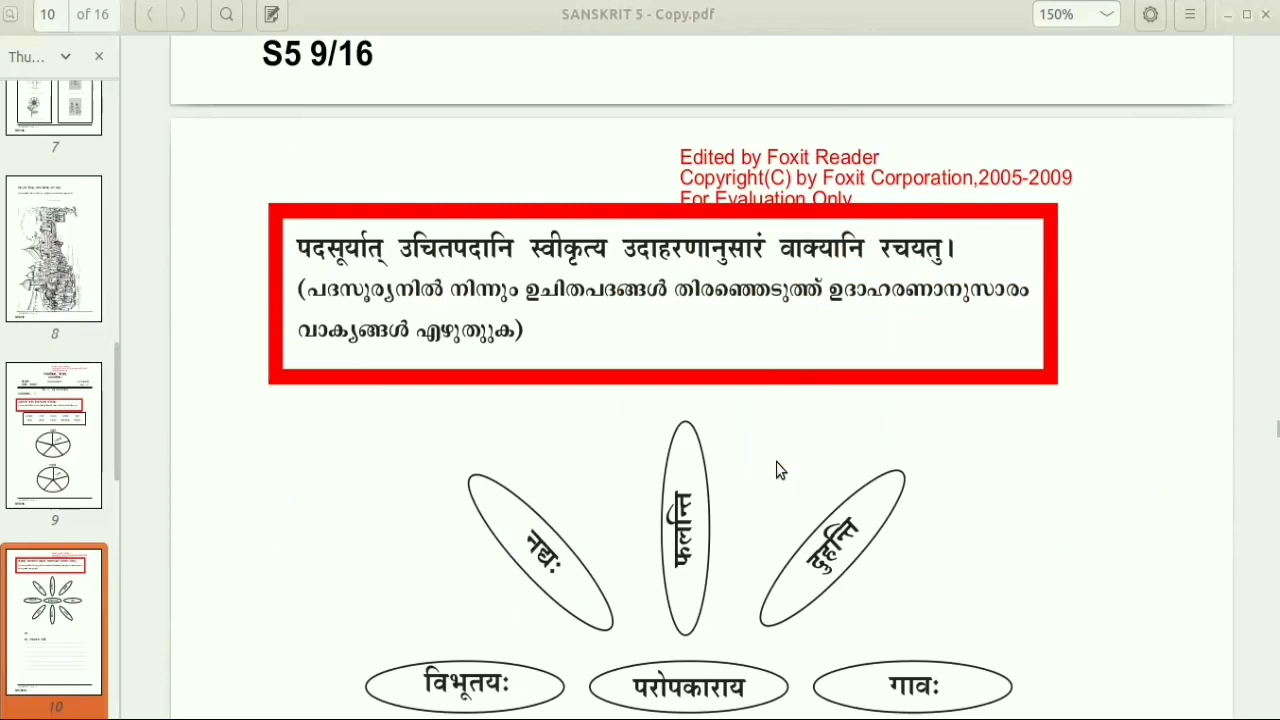 10 of 16
SANSKRIT 5 - Copy.pdf
150%
Thu...
S5 9/16
7
8
9
10
Edited by Foxit Reader
Copyright(C) by Foxit Corporation,2005-2009
For Evaluation Only
पदसूर्यात् उचितपदानि स्वीकृत्य उदाहरणानुसारं वाक्यानि रचयतु।
(പദസൂര്യനിൽ നിന്നും ഉചിതപദങ്ങൾ തിരഞ്ഞെടുത്ത് ഉദാഹരണാനുസാരം
വാക്യങ്ങൾ എഴുതുുക)
नद्यः
फलन्ति
दुहन्ति
विभूतयः
परोपकाराय
गावः